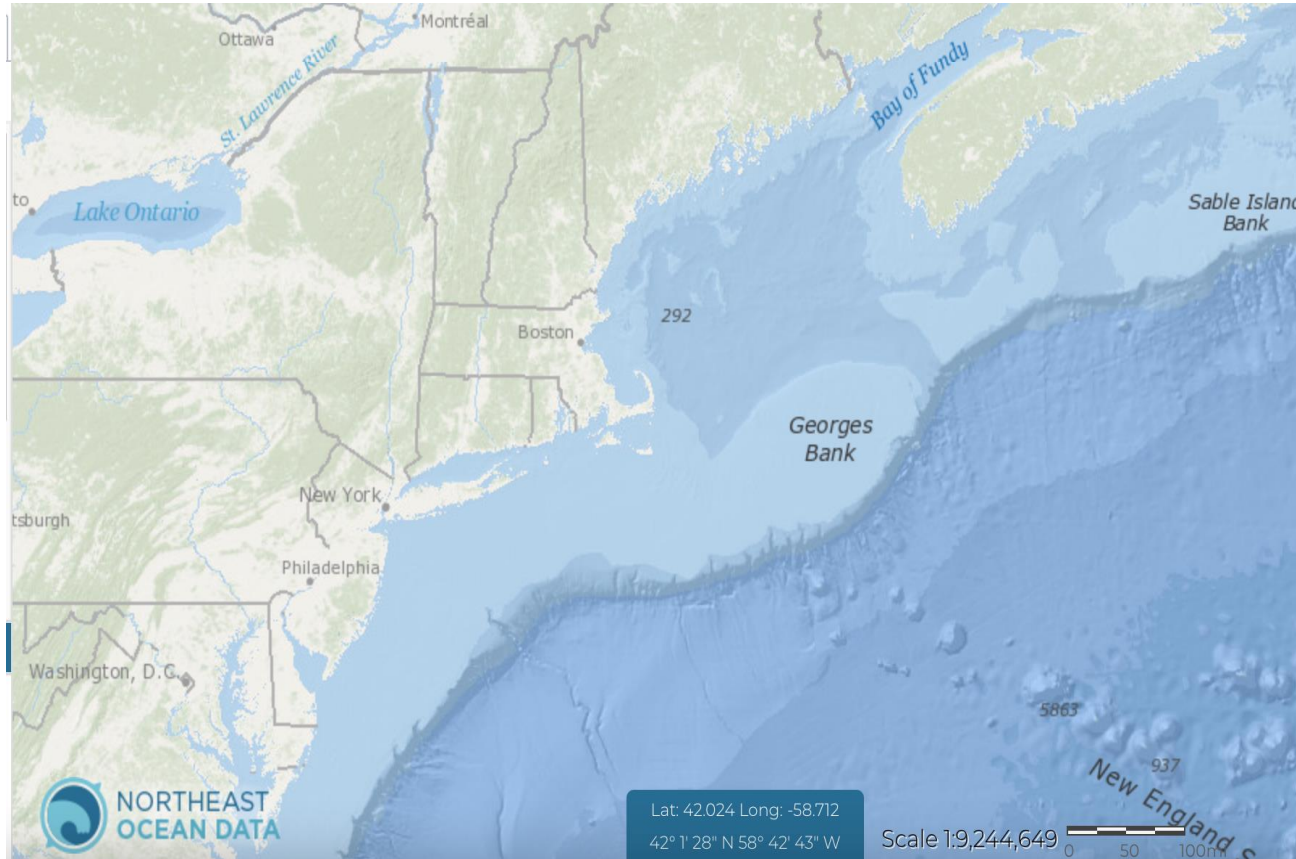 Montréal
Ottawa
St. Lawrence River
Bay of Fundy
to
Lake Ontario
Sable Islan
Bank
292
Boston
Georges
Bank
New York
tsburgh
Philadelphia
Washington, D.C.
5863
937
New England S
NORTHEAST
OCEAN DATA
Lat: 42.024 Long: -58.712
42° 1' 28" N 58° 42' 43" W
Scale 1:9,244,649
0 50 100m